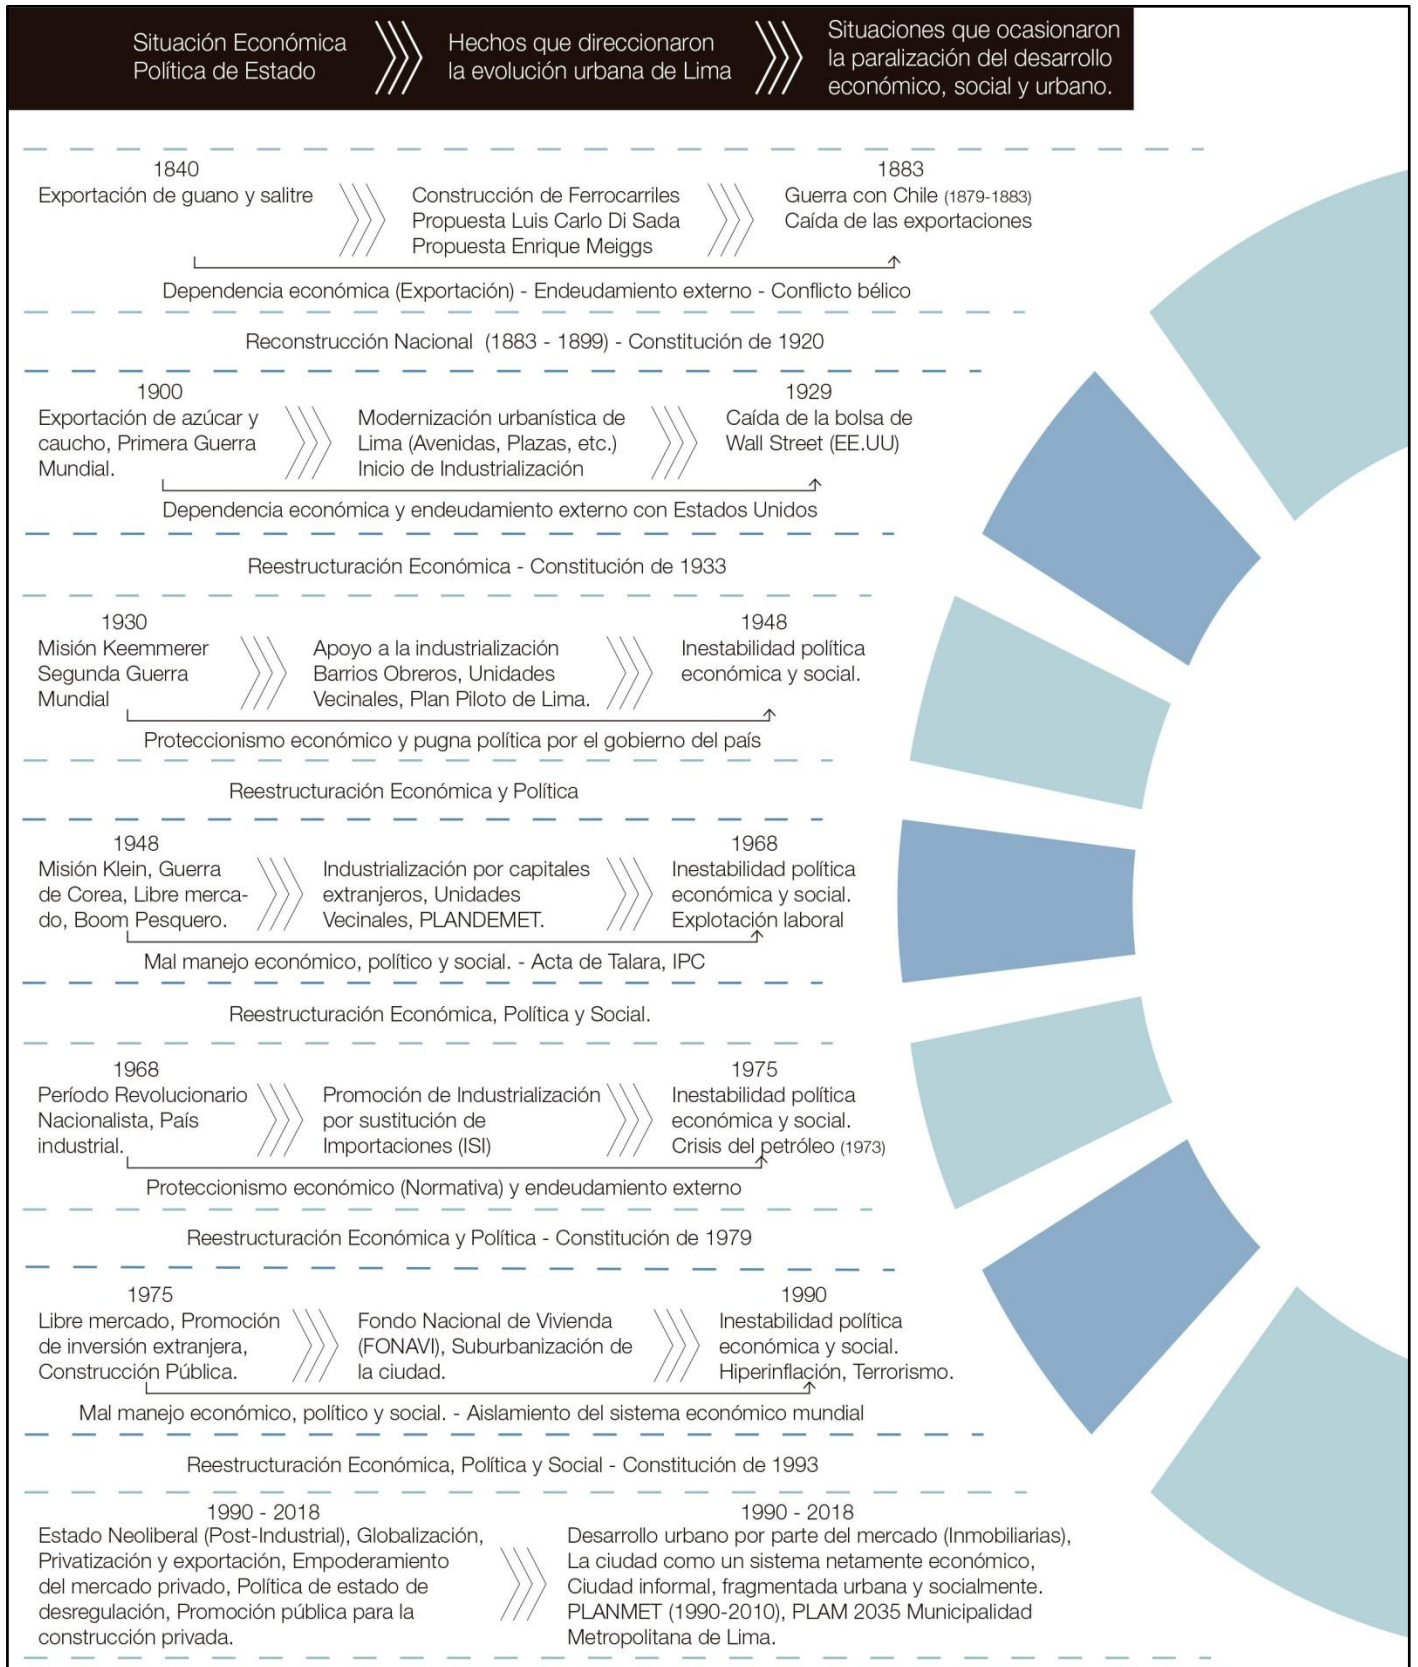 Situación Económica
Política de Estado
Hechos que direccionaron
la evolución urbana de Lima
Situaciones que ocasionaron
la paralización del desarrollo
económico, social y urbano.
1840
Exportación de guano y salitre
Construcción de Ferrocarriles
Propuesta Luis Carlo Di Sada
Propuesta Enrique Meiggs
1883
Guerra con Chile (1879-1883)
Caída de las exportaciones
Dependencia económica (Exportación) - Endeudamiento externo - Conflicto bélico
Reconstrucción Nacional (1883 - 1899) - Constitución de 1920
1900
Exportación de azúcar y
caucho, Primera Guerra
Mundial.
Modernización urbanística de
Lima (Avenidas, Plazas, etc.)
Inicio de Industrialización
1929
Caída de la bolsa de
Wall Street (EE.UU)
Dependencia económica y endeudamiento externo con Estados Unidos
Reestructuración Económica - Constitución de 1933
1930
Misión Keemmerer
Segunda Guerra
Mundial
Apoyo a la industrialización
Barrios Obreros, Unidades
Vecinales, Plan Piloto de Lima.
1948
Inestabilidad política
económica y social.
Proteccionismo económico y pugna política por el gobierno del país
Reestructuración Económica y Política
1948
Misión Klein, Guerra
de Corea, Libre merca-
do, Boom Pesquero.
Industrialización por capitales
extranjeros, Unidades
Vecinales, PLANDEMET.
1968
Inestabilidad política
económica y social.
Explotación laboral
Mal manejo económico, político y social. - Acta de Talara, IPC
Reestructuración Económica, Política y Social.
1968
Período Revolucionario
Nacionalista, País
industrial.
Promoción de Industrialización
por sustitución de
Importaciones (ISI)
1975
Inestabilidad política
económica y social.
Crisis del petróleo (1973)
Proteccionismo económico (Normativa) y endeudamiento externo
Reestructuración Económica y Política - Constitución de 1979
1975
Libre mercado, Promoción
de inversión extranjera,
Construcción Pública.
Fondo Nacional de Vivienda
(FONAVI), Suburbanización de
la ciudad.
1990
Inestabilidad política
económica y social.
Hiperinflación, Terrorismo.
Mal manejo económico, político y social. - Aislamiento del sistema económico mundial
Reestructuración Económica, Política y Social - Constitución de 1993
1990 - 2018
Estado Neoliberal (Post-Industrial), Globalización,
Privatización y exportación, Empoderamiento
del mercado privado, Política de estado de
desregulación, Promoción pública para la
construcción privada.
1990 - 2018
Desarrollo urbano por parte del mercado (Inmobiliarias),
La ciudad como un sistema netamente económico,
Ciudad informal, fragmentada urbana y socialmente.
PLANMET (1990-2010), PLAM 2035 Municipalidad
Metropolitana de Lima.